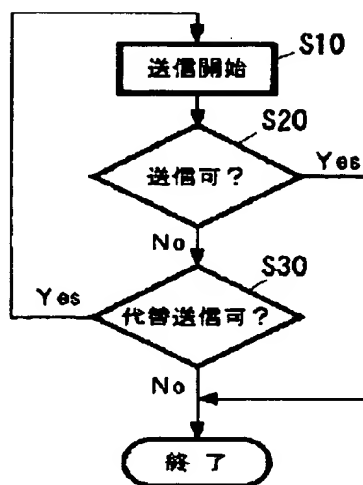 S10
送信開始
S20
送信可？
Yes
No
S30
Yes
代替送信可？
No
終了